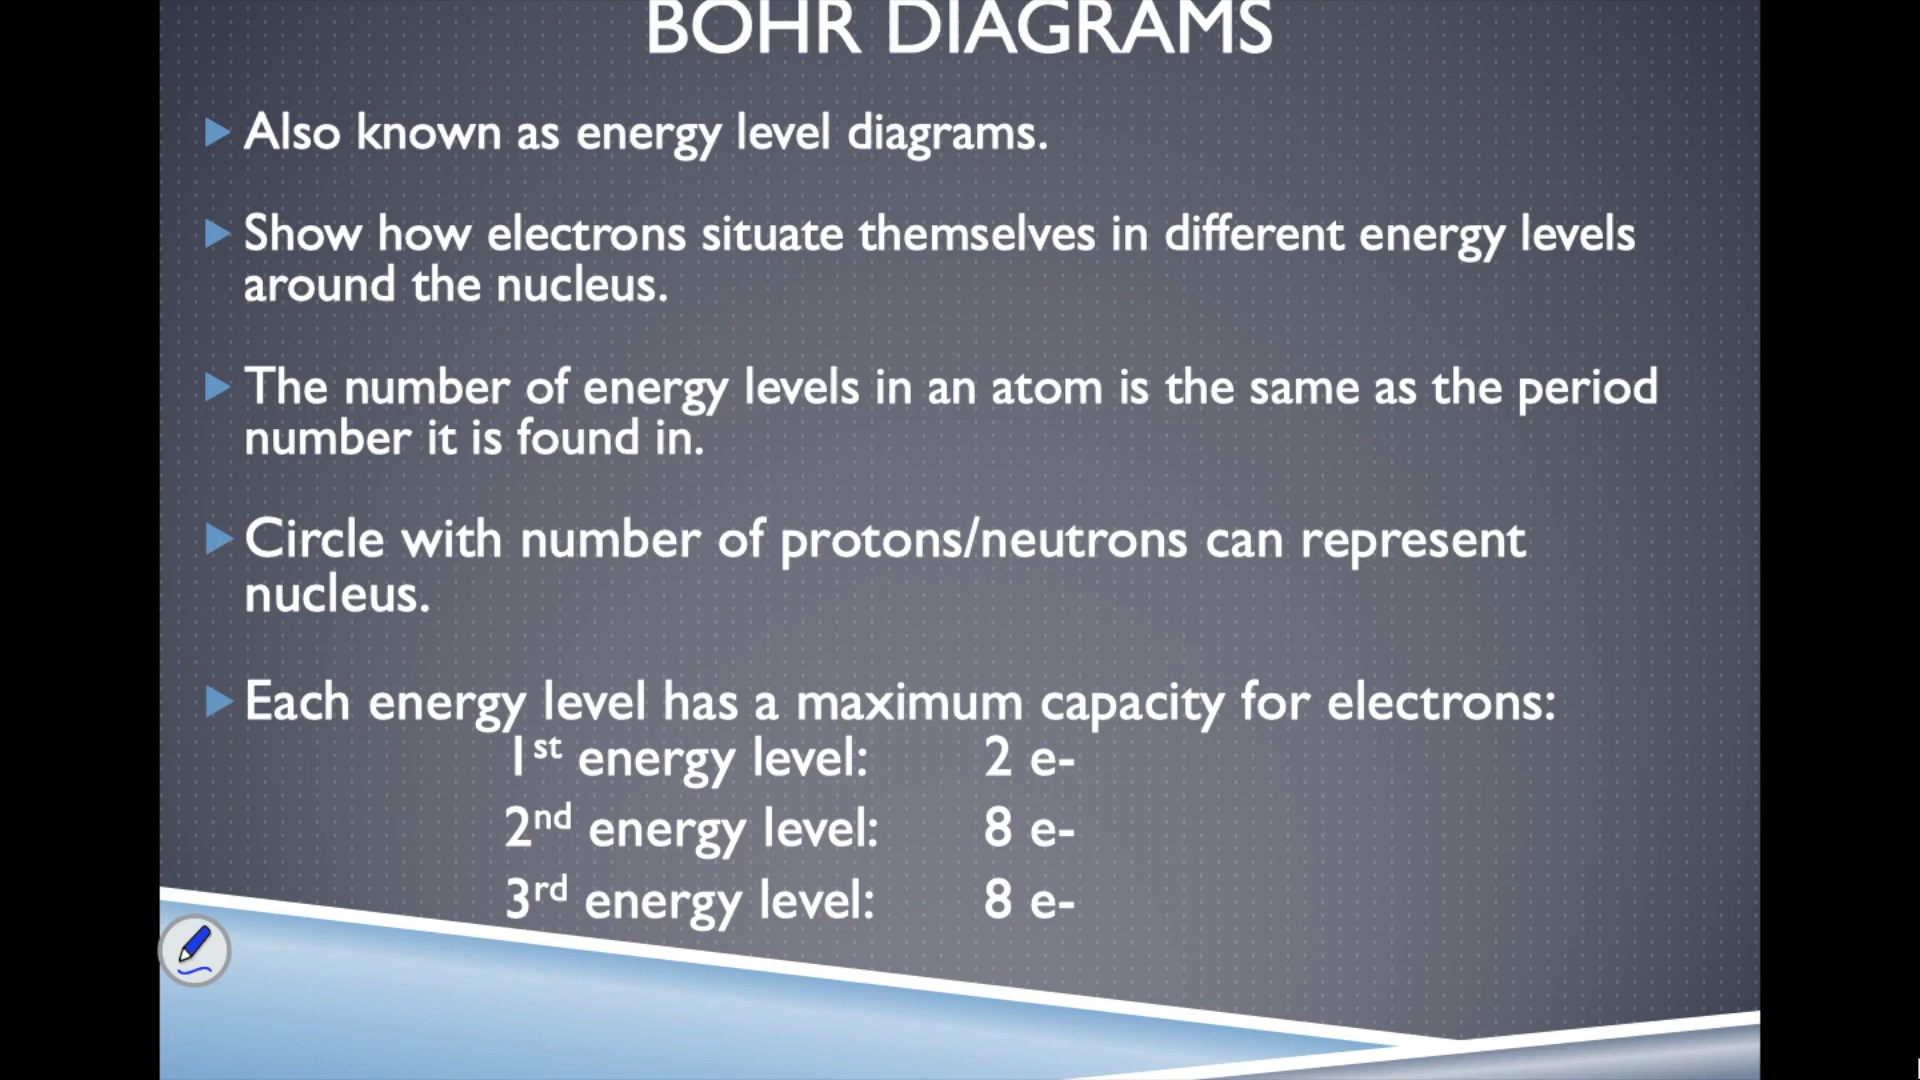 BOHR DIAGRAMS
Also known as energy level diagrams.
Show how electrons situate themselves in different energy levels
around the nucleus.
The number of energy levels in an atom is the same as the period
number it is found in.
Circle with number of protons/neutrons can represent
nucleus.
Each energy level has a maximum capacity for electrons:
1st energy level: 2 e-
2nd energy level: 8 e-
3rd energy level: 8 e-